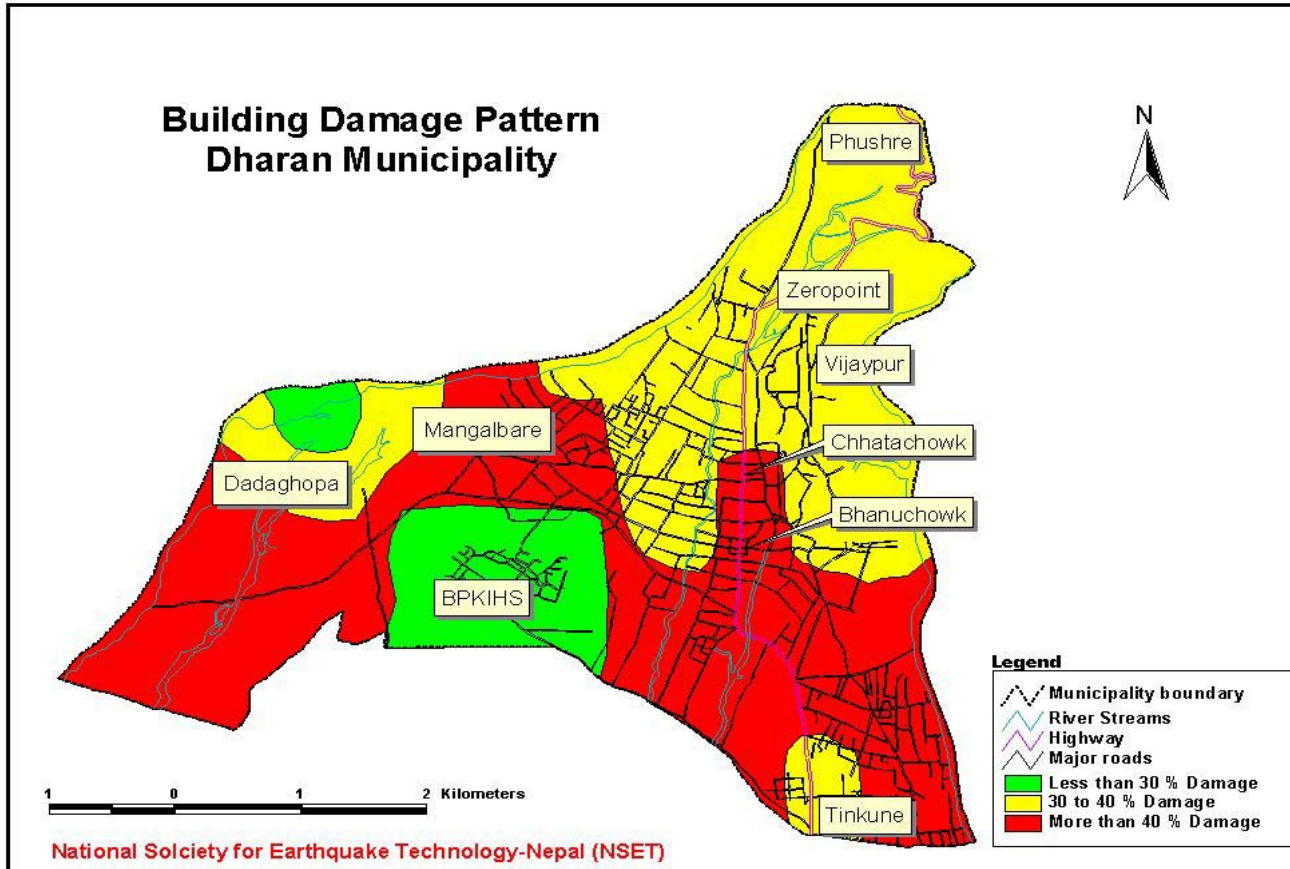 Building Damage Pattern
Dharan Municipality
N
Phushre
Zeropoint
Vijaypur
Mangalbare
Chhatachowk
Dadaghopa
Bhanuchowk
BPKIHS
Tinkune
Legend
Municipality boundary
River Streams
Highway
Major roads
Less than 30 % Damage
30 to 40 % Damage
More than 40 % Damage
1 0 1 2 Kilometers
National Solciety for Earthquake Technology-Nepal (NSET)